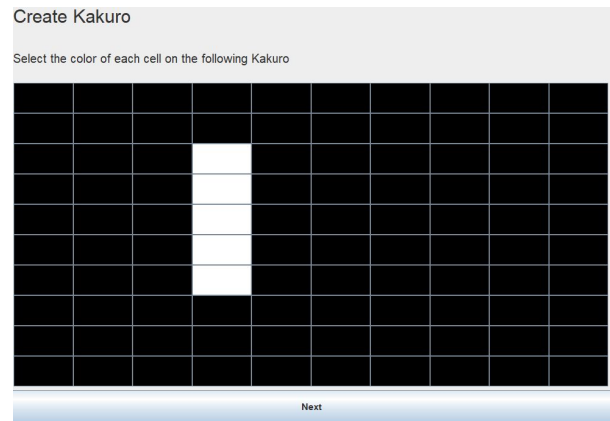 Create Kakuro
Select the color of each cell on the following Kakuro
Next